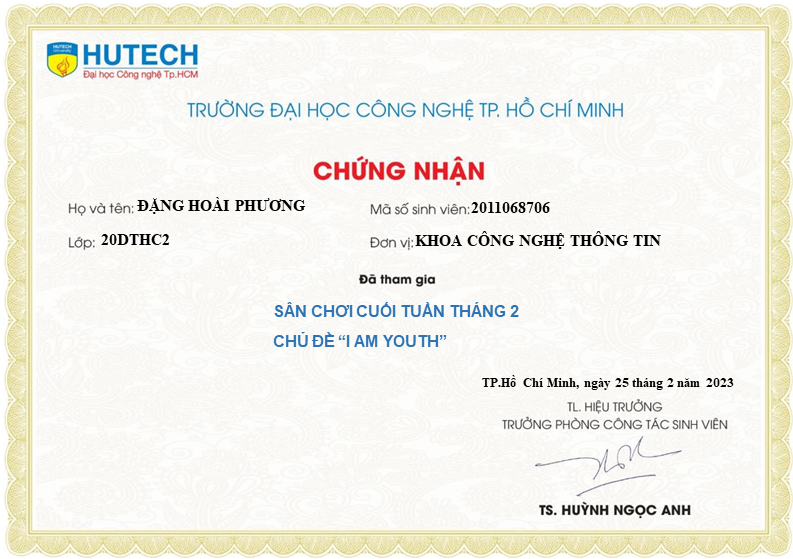 HUTECH
Đại học Công nghệ Tp.HCM
TRƯỜNG ĐẠI HỌC CÔNG NGHỆ TP. HỒ CHÍ MINH
CHỨNG NHẬN
Họ và tên: ĐẶNG HOÀI PHƯƠNG Mã số sinh viên: 2011068706
Lớp: 20DTHC2 Đơn vị: KHOA CÔNG NGHỆ THÔNG TIN
Đã tham gia
SÂN CHƠI CUỐI TUẦN THÁNG 2
CHỦ ĐỀ “I AM YOUTH”
TP.Hồ Chí Minh, ngày 25 tháng 2 năm 2023
TL. HIỆU TRƯỞNG
TRƯỞNG PHÒNG CÔNG TÁC SINH VIÊN
TS. HUỲNH NGỌC ANH